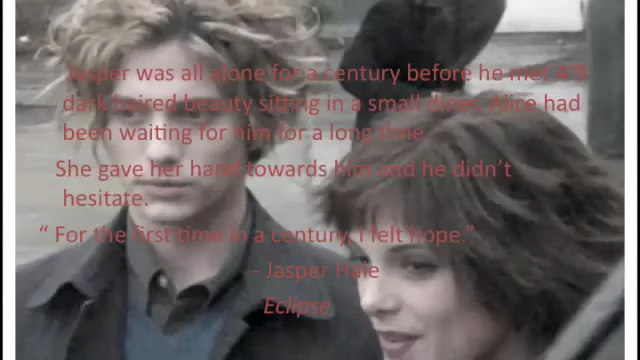 Jasper was all alone for a century before he met 4'9
dark haired beauty sitting in a small diner. Alice had
been waiting for him for a long time.
She gave her hand towards him and he didn't
hesitate.
“ For the first time in a century, I felt hope.”
- Jasper Hale
Eclipse